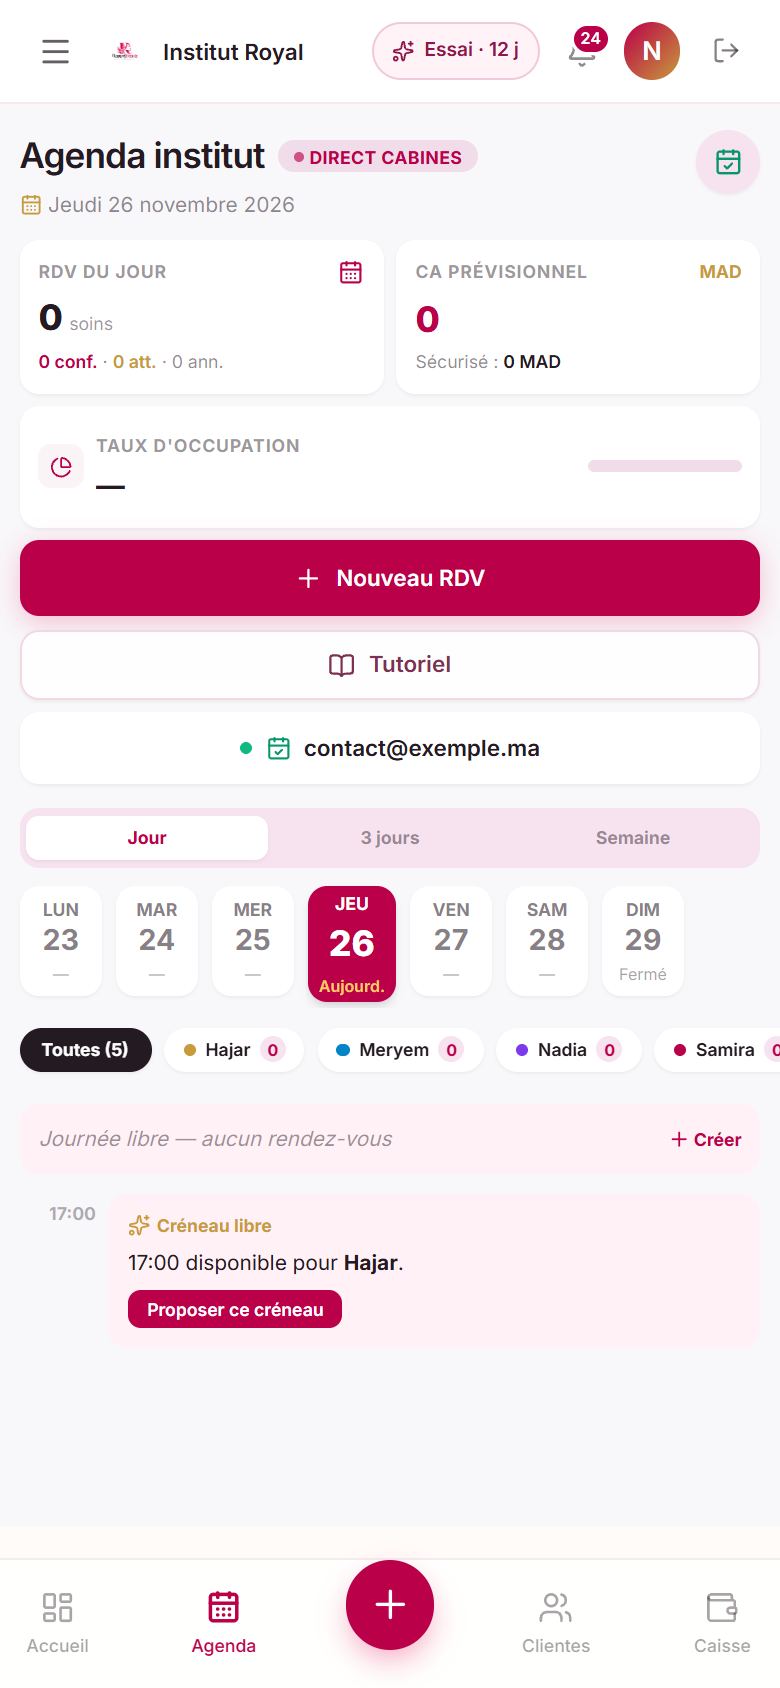 Institut Royal
Essai · 12 j
24
N
Agenda institut
DIRECT CABINES
Jeudi 26 novembre 2026
RDV DU JOUR
0 soins
0 conf. · 0 att. · 0 ann.
CA PRÉVISIONNEL
MAD
0
Sécurisé : 0 MAD
TAUX D'OCCUPATION
—
+ Nouveau RDV
Tutoriel
contact@exemple.ma
Jour
3 jours
Semaine
LUN
23
—
MAR
24
—
MER
25
—
JEU
26
Aujourd.
VEN
27
—
SAM
28
—
DIM
29
Fermé
Toutes (5)
Hajar 0
Meryem 0
Nadia 0
Samira 0
Journée libre — aucun rendez-vous
+ Créer
17:00
Créneau libre
17:00 disponible pour Hajar.
Proposer ce créneau
Accueil
Agenda
+
Clientes
Caisse